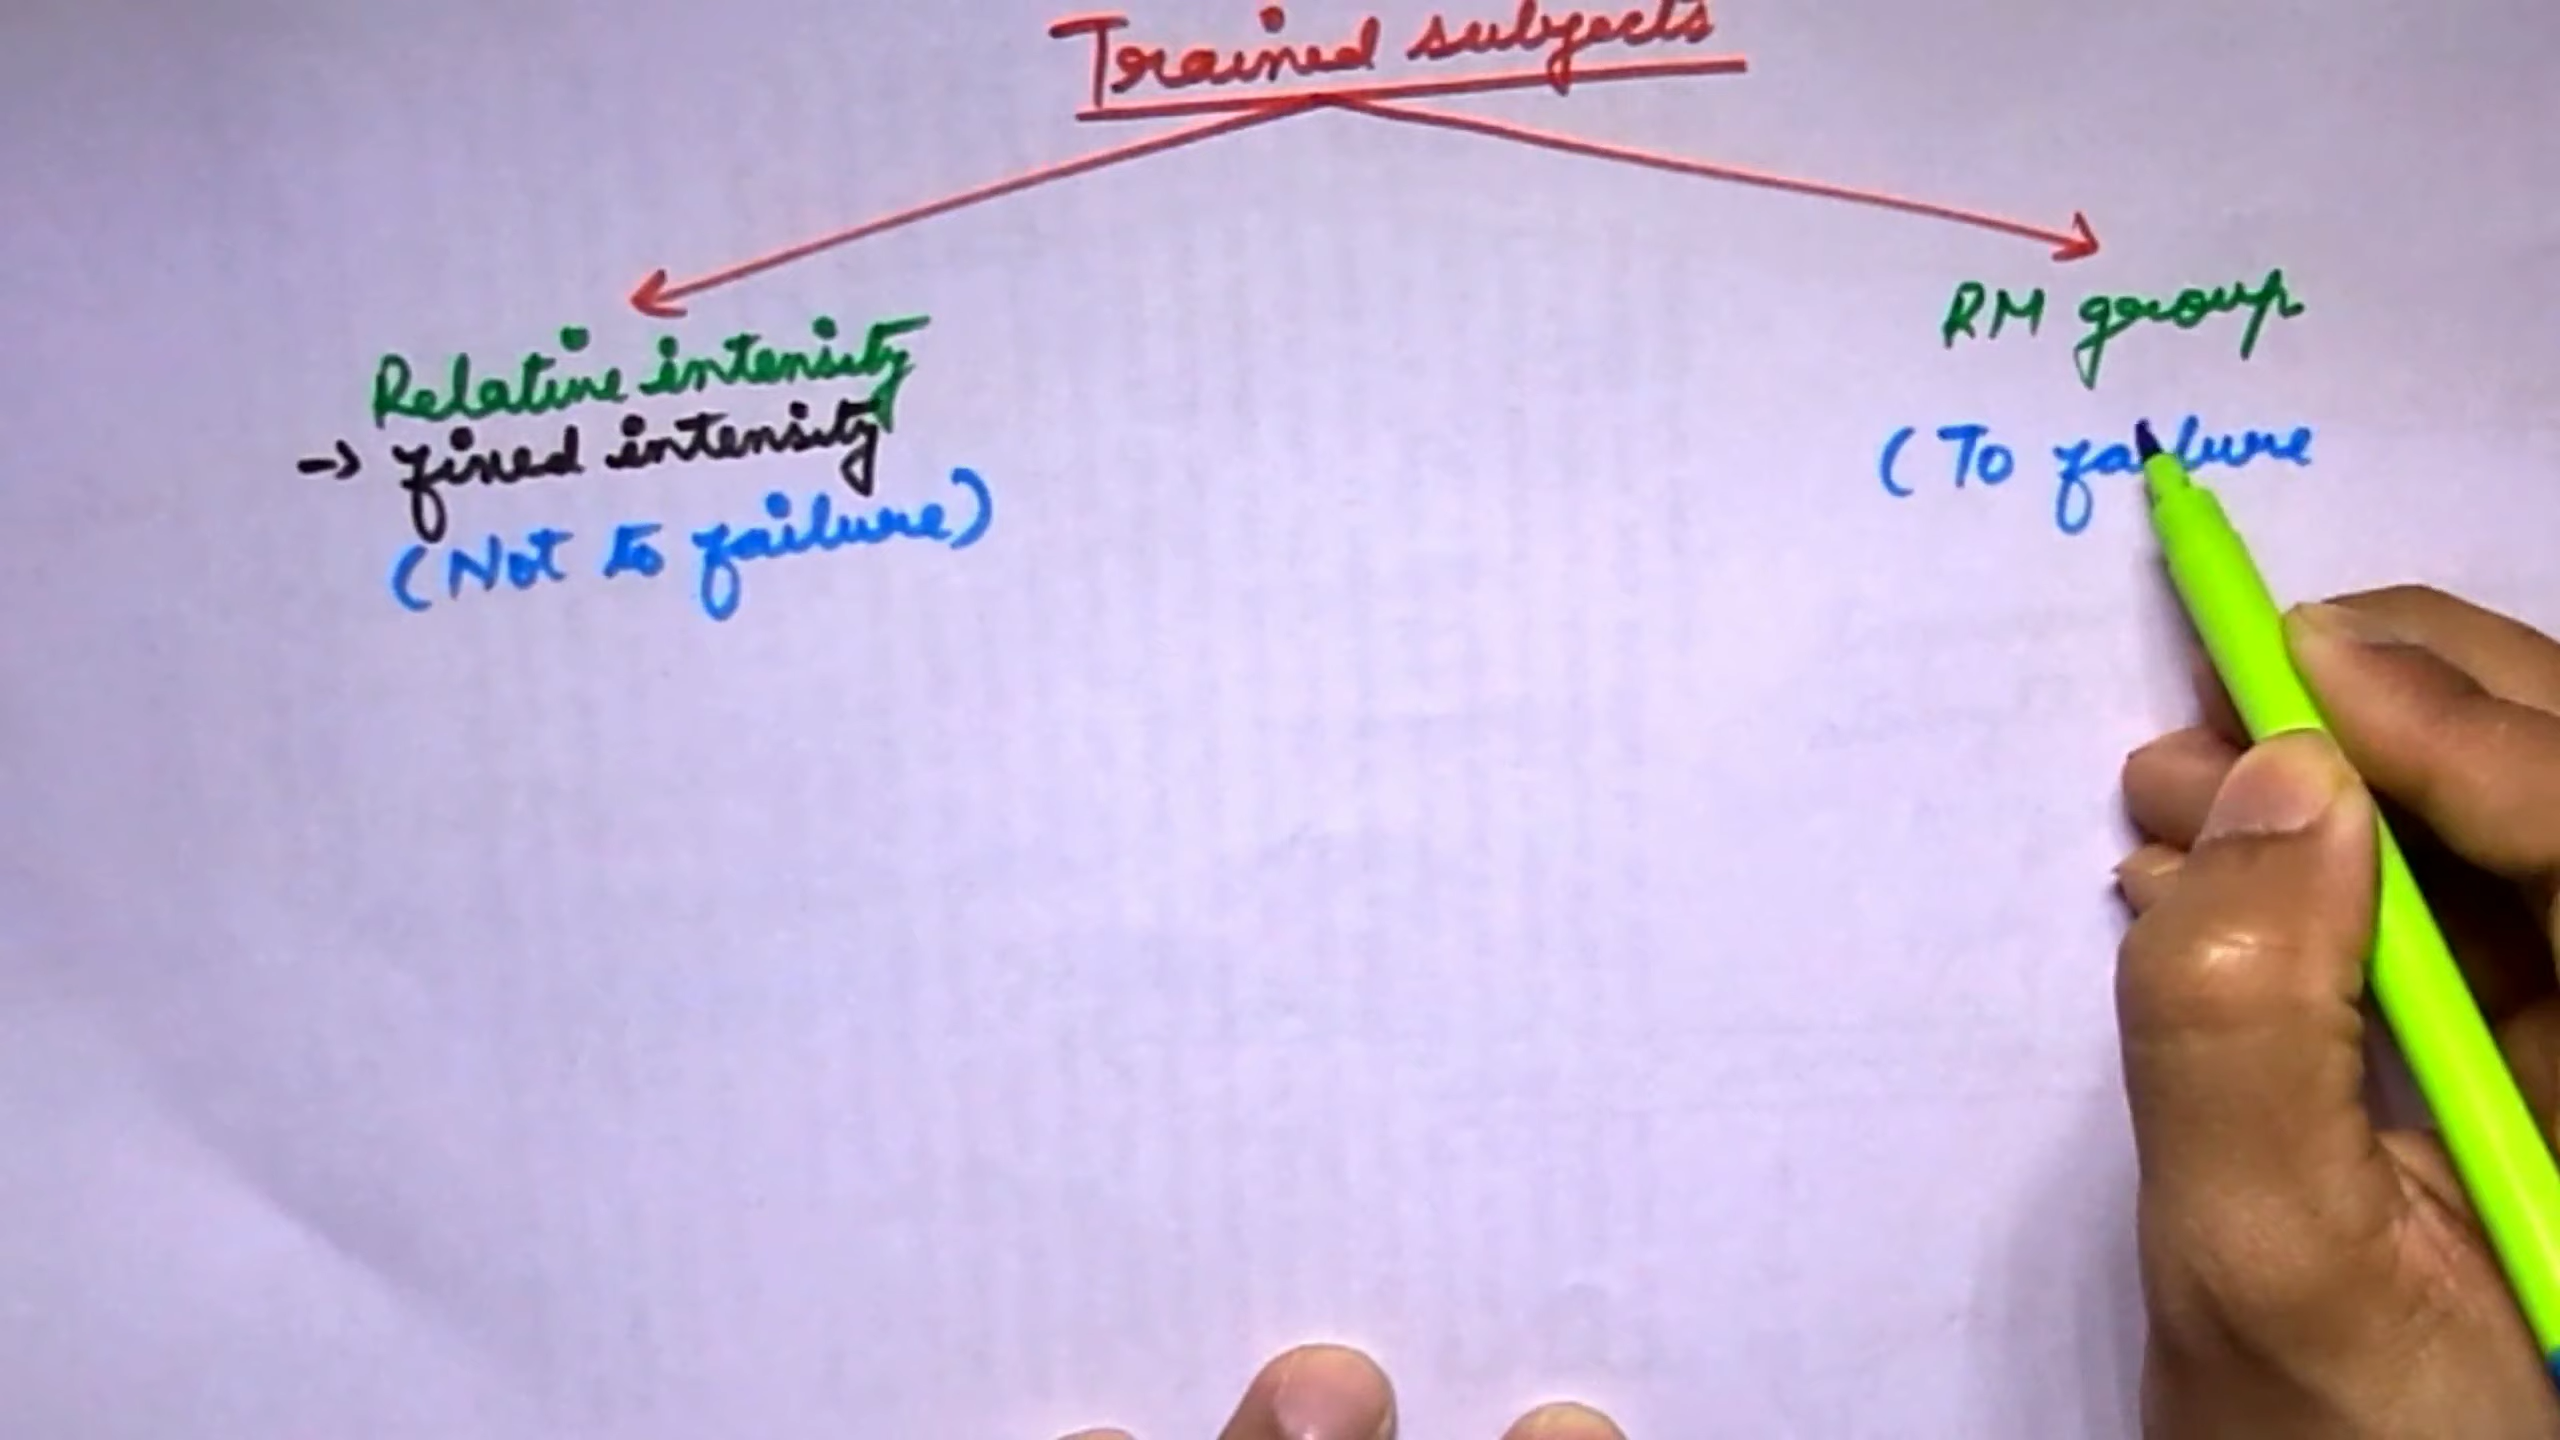 Trained subjects
Relative intensity
→ fixed intensity
(Not to failure)
RM group
(To failure